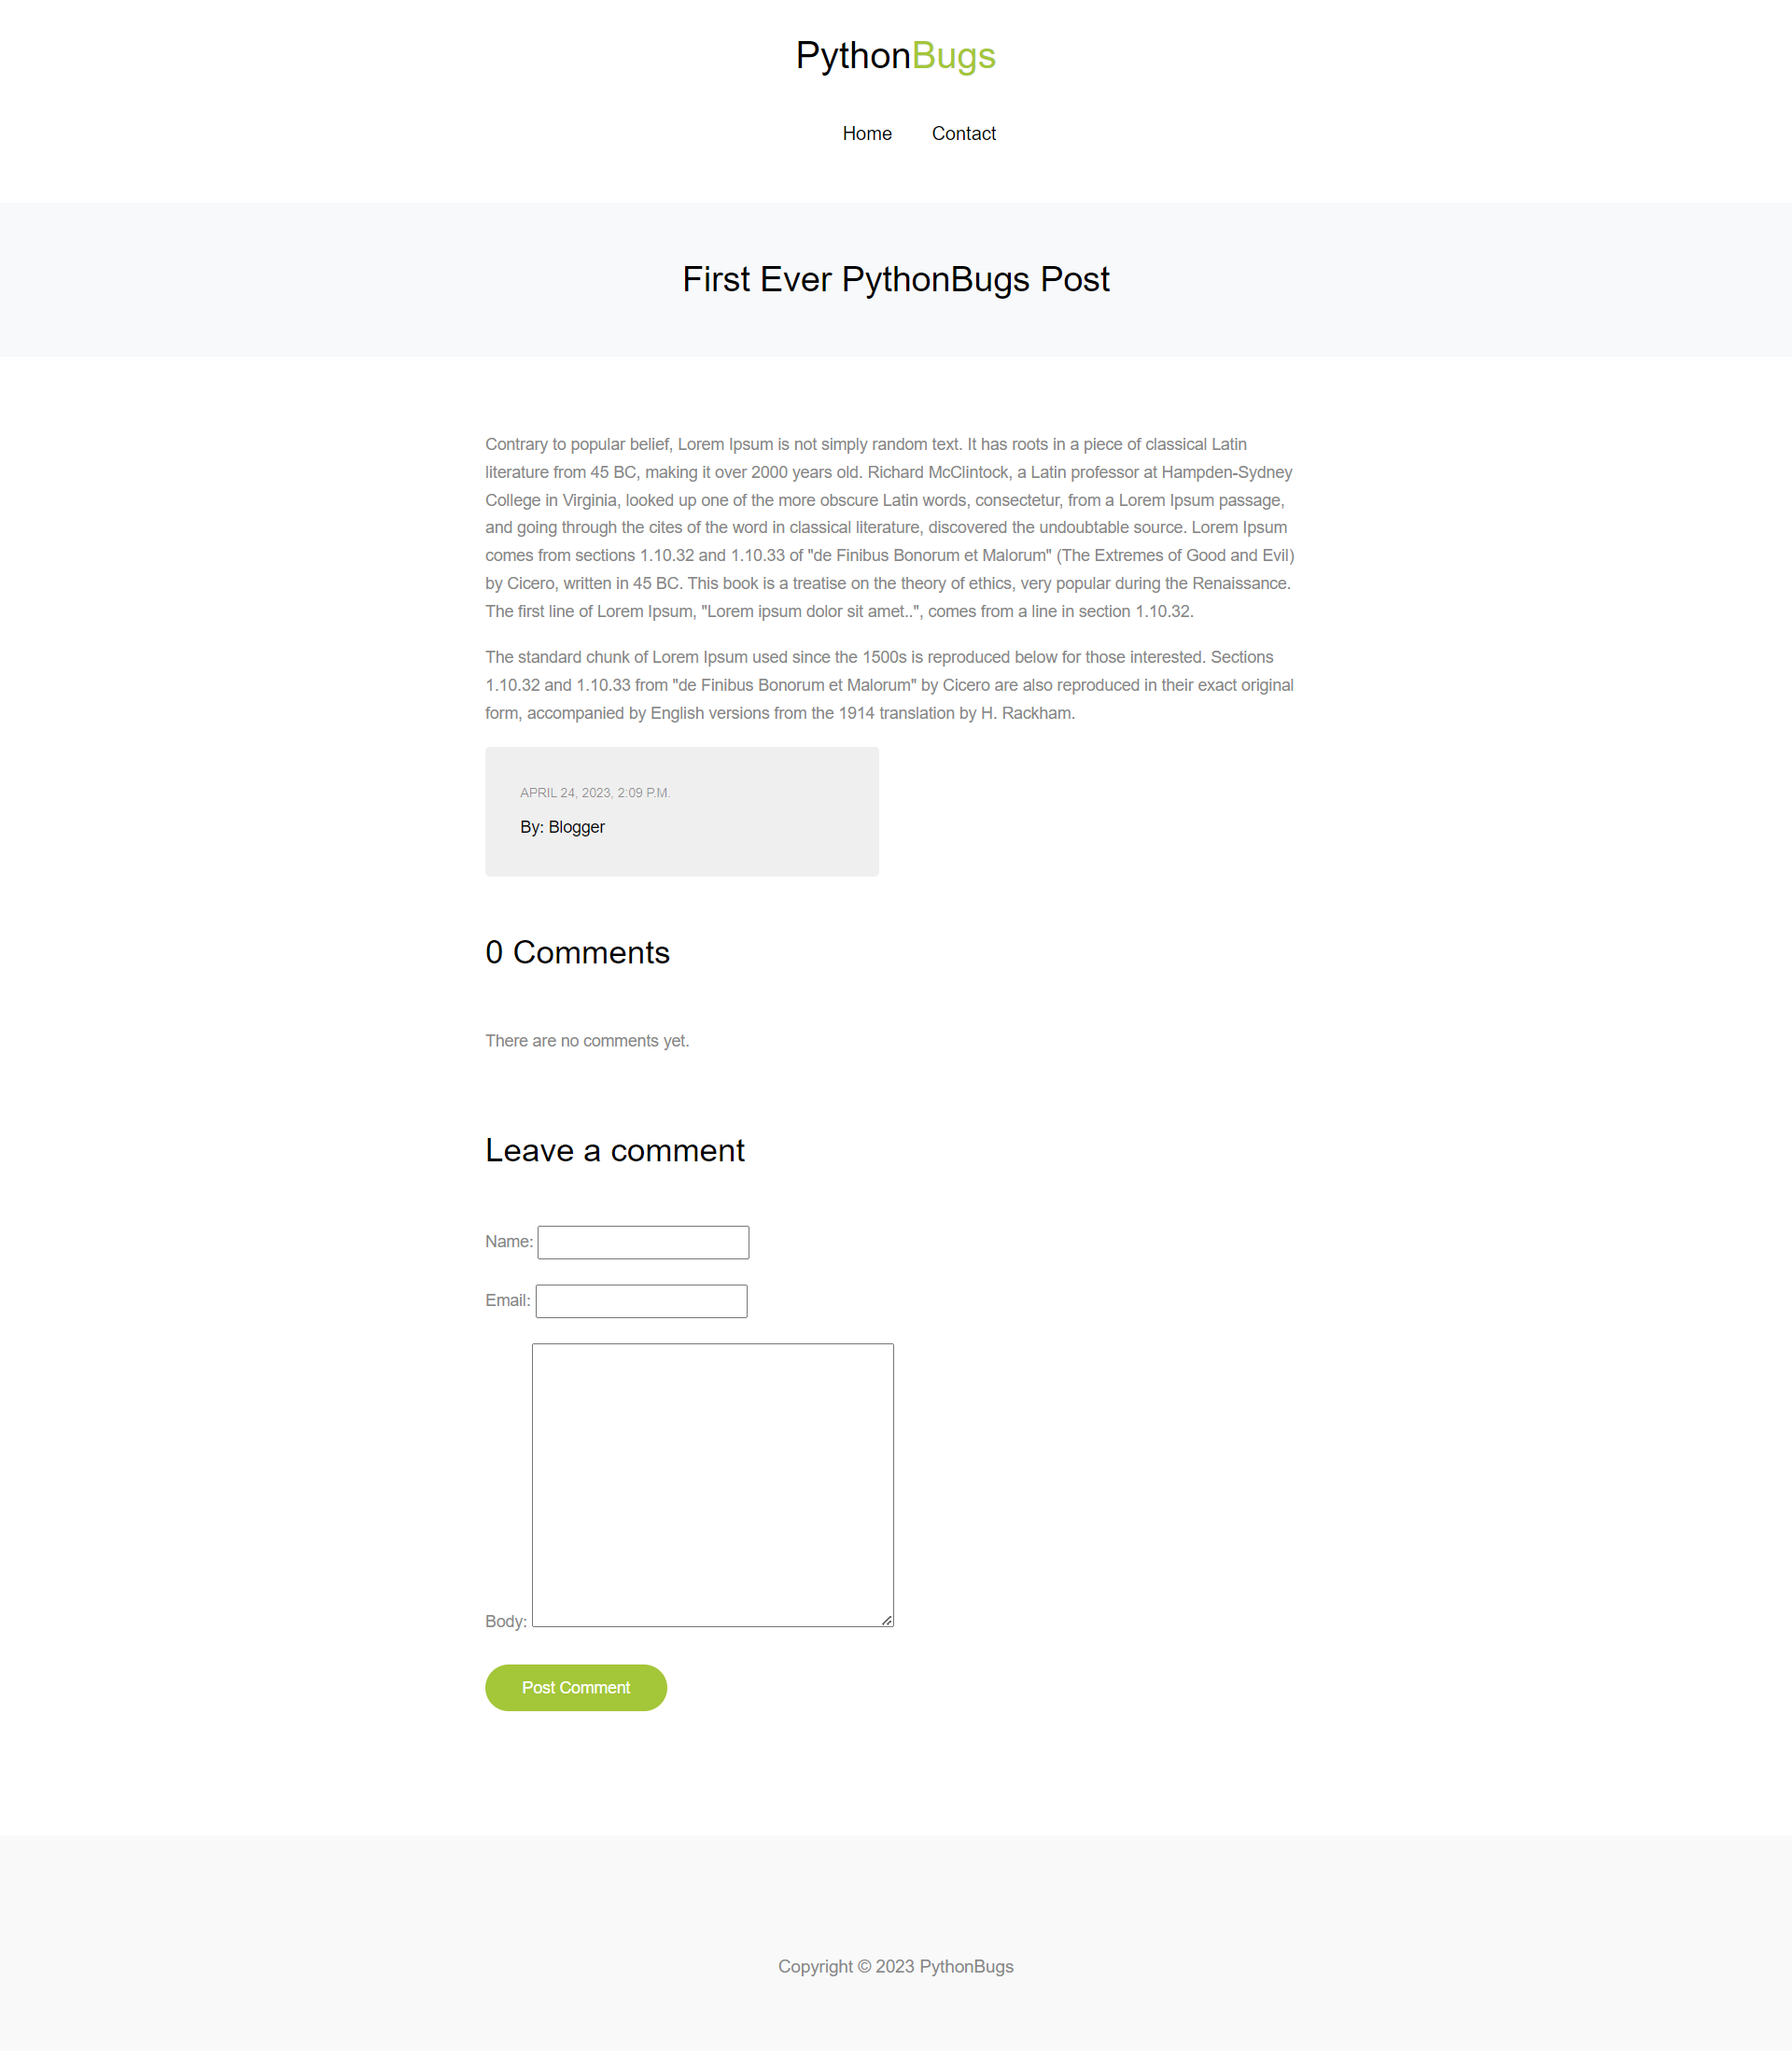 PythonBugs
Home Contact
First Ever PythonBugs Post
Contrary to popular belief, Lorem Ipsum is not simply random text. It has roots in a piece of classical Latin
literature from 45 BC, making it over 2000 years old. Richard McClintock, a Latin professor at Hampden-Sydney
College in Virginia, looked up one of the more obscure Latin words, consectetur, from a Lorem Ipsum passage,
and going through the cites of the word in classical literature, discovered the undoubtable source. Lorem Ipsum
comes from sections 1.10.32 and 1.10.33 of "de Finibus Bonorum et Malorum" (The Extremes of Good and Evil)
by Cicero, written in 45 BC. This book is a treatise on the theory of ethics, very popular during the Renaissance.
The first line of Lorem Ipsum, "Lorem ipsum dolor sit amet..", comes from a line in section 1.10.32.
The standard chunk of Lorem Ipsum used since the 1500s is reproduced below for those interested. Sections
1.10.32 and 1.10.33 from "de Finibus Bonorum et Malorum" by Cicero are also reproduced in their exact original
form, accompanied by English versions from the 1914 translation by H. Rackham.
APRIL 24, 2023, 2:09 P.M.
By: Blogger
0 Comments
There are no comments yet.
Leave a comment
Name:
Email:
Body:
Post Comment
Copyright © 2023 PythonBugs